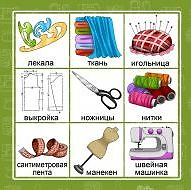 лекала
ткань
игольница
выкройка
ножницы
нитки
сантиметровая
лента
манекен
швейная
машинка